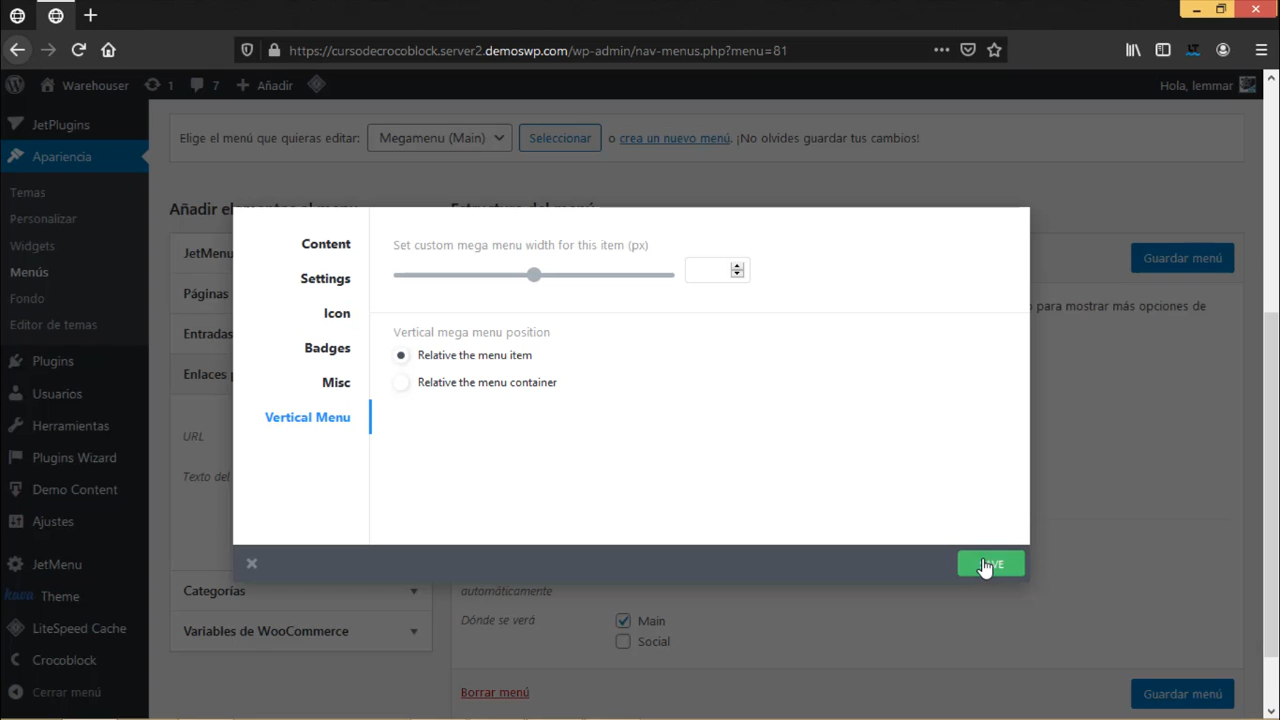 https://cursodecrocoblock.server2.demoswp.com/wp-admin/nav-menus.php?menu=81
Warehouser
1
7
Añadir
Hola, lemmar
JetPlugins
Apariencia
Temas
Personalizar
Widgets
Menús
Fondo
Editor de temas
Plugins
Usuarios
Herramientas
Plugins Wizard
Demo Content
Ajustes
JetMenu
kava Theme
LiteSpeed Cache
Crocoblock
Cerrar menú
Elige el menú que quieras editar: Megamenu (Main) Seleccionar o crea un nuevo menú. ¡No olvides guardar tus cambios!
Añadir
JetMenu
Páginas
Entradas
Enlaces
URL
Texto del
Categorías
Variables de WooCommerce
Estructura del menú
Guardar menú
para mostrar más opciones de
Content
Settings
Icon
Badges
Misc
Vertical Menu
Set custom mega menu width for this item (px)
Vertical mega menu position
Relative the menu item
Relative the menu container
automáticamente
Dónde se verá
Main
Social
Borrar menú
Guardar menú